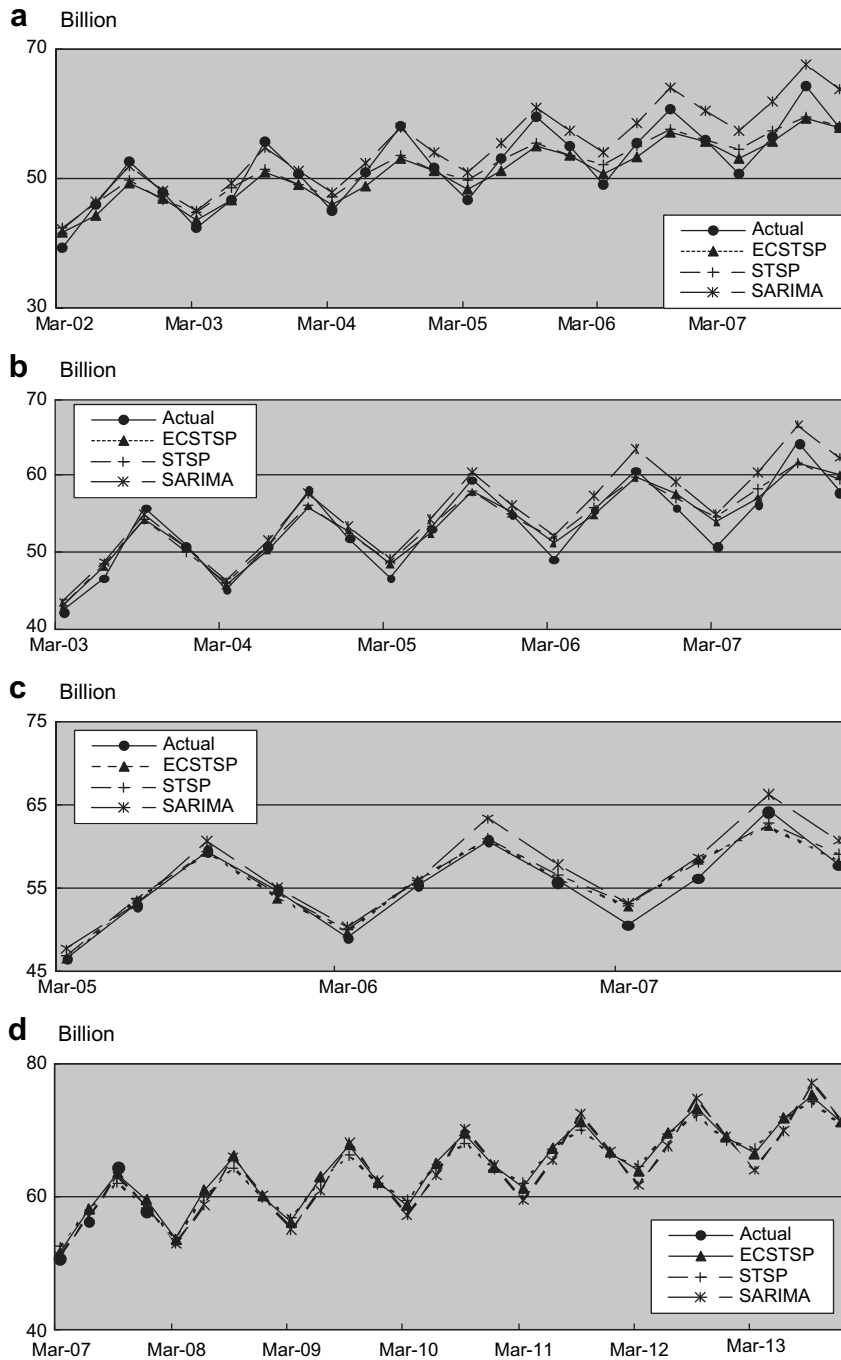 a Billion
70
50
30
Actual
ECSTSP
STSP
SARIMA
Mar-02 Mar-03 Mar-04 Mar-05 Mar-06 Mar-07
b Billion
70
60
50
40
Actual
ECSTSP
STSP
SARIMA
Mar-03 Mar-04 Mar-05 Mar-06 Mar-07
c Billion
75
65
55
45
Actual
ECSTSP
STSP
SARIMA
Mar-05 Mar-06 Mar-07
d Billion
80
60
40
Actual
ECSTSP
STSP
SARIMA
Mar-07 Mar-08 Mar-09 Mar-10 Mar-11 Mar-12 Mar-13